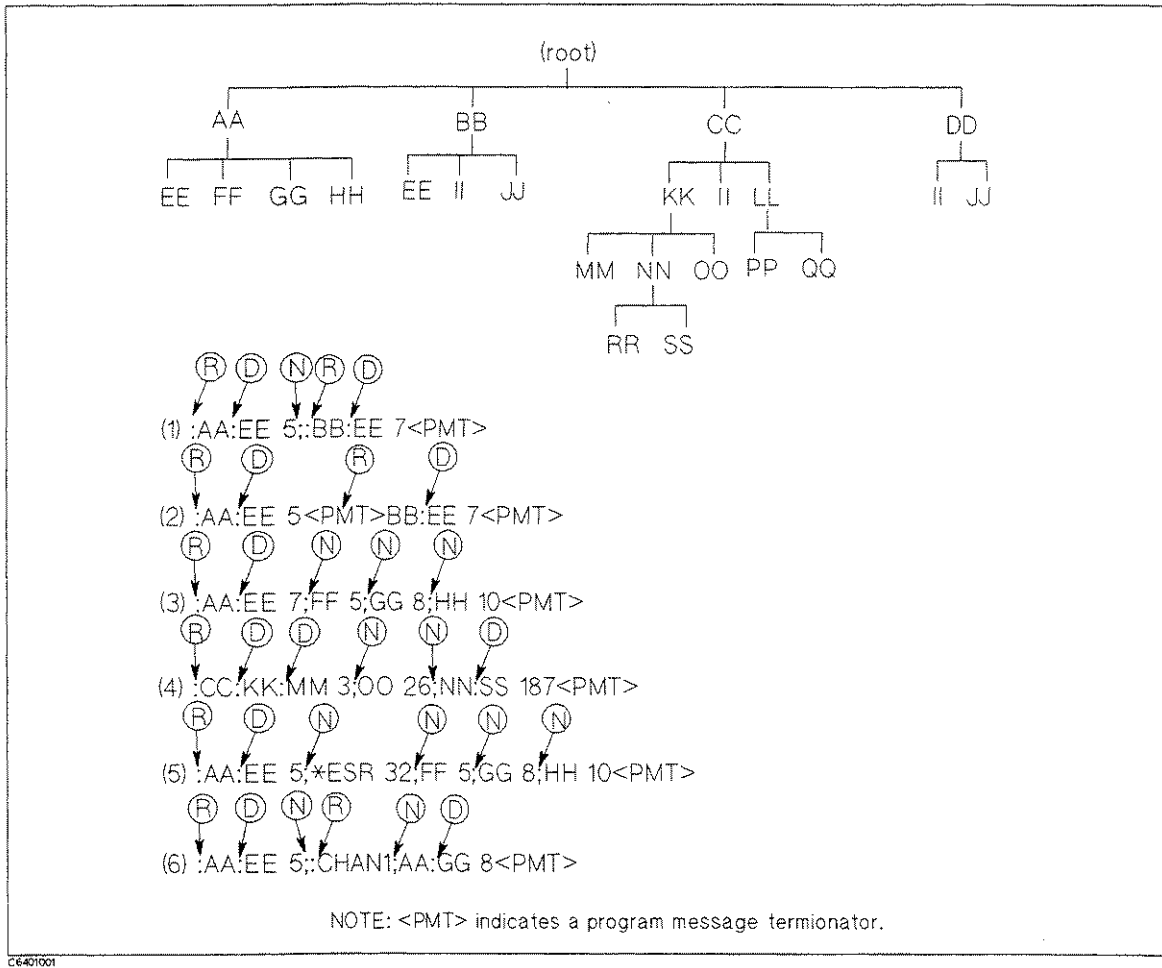 (root)
AA BB CC DD
EE FF GG HH EE II JJ KK II LL II JJ
MM NN OO PP QQ
RR SS
R D N R D
(1) :AA:EE 5;:BB:EE 7<PMT>
R D R D
(2) :AA:EE 5<PMT>BB:EE 7<PMT>
R D N N N
(3) :AA:EE 7;FF 5;GG 8;HH 10<PMT>
R D D N N D
(4) :CC:KK:MM 3;OO 26;NN:SS 187<PMT>
R D N N N N
(5) :AA:EE 5;*ESR 32;FF 5;GG 8;HH 10<PMT>
R D N R N D
(6) :AA:EE 5;:CHAN1;AA:GG 8<PMT>
NOTE: <PMT> indicates a program message termionator.
C6401001